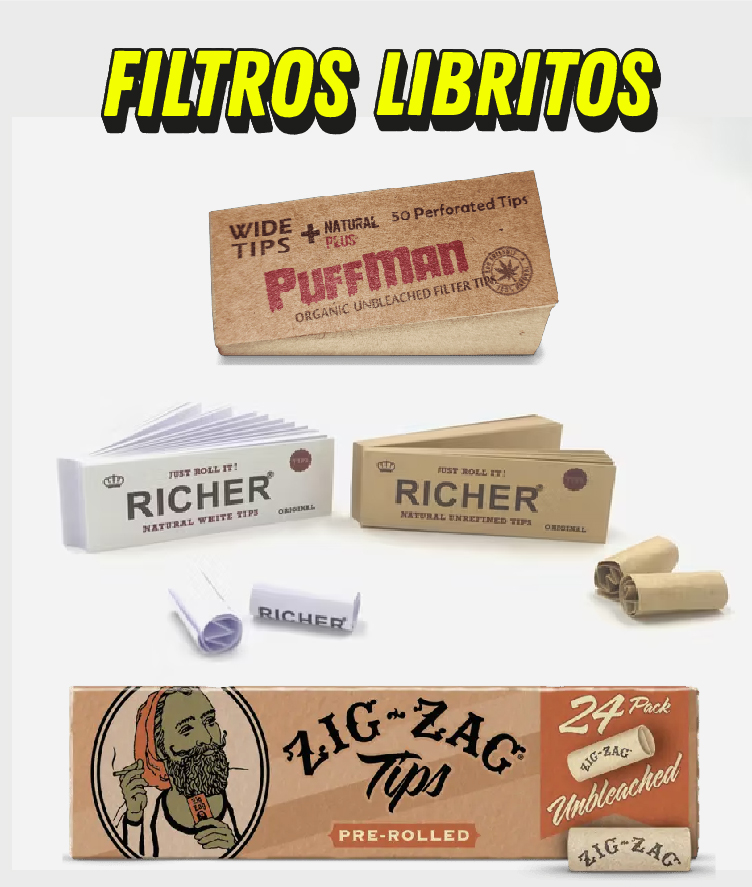 FILTROS LIBRITOS
WIDE TIPS + NATURAL PLUS 50 Perforated Tips
PUFFMAN
ORGANIC UNBLEACHED FILTER TIPS
JUST ROLL IT!
RICHER®
NATURAL WHITE TIPS
ORIGINAL
JUST ROLL IT!
RICHER®
NATURAL UNREFINED TIPS
ORIGINAL
RICHER®
ZIG-ZAG®
Tips
PRE-ROLLED
24 Pack
ZIG-ZAG®
Unbleached
Zig Zag
ZIG-ZAG